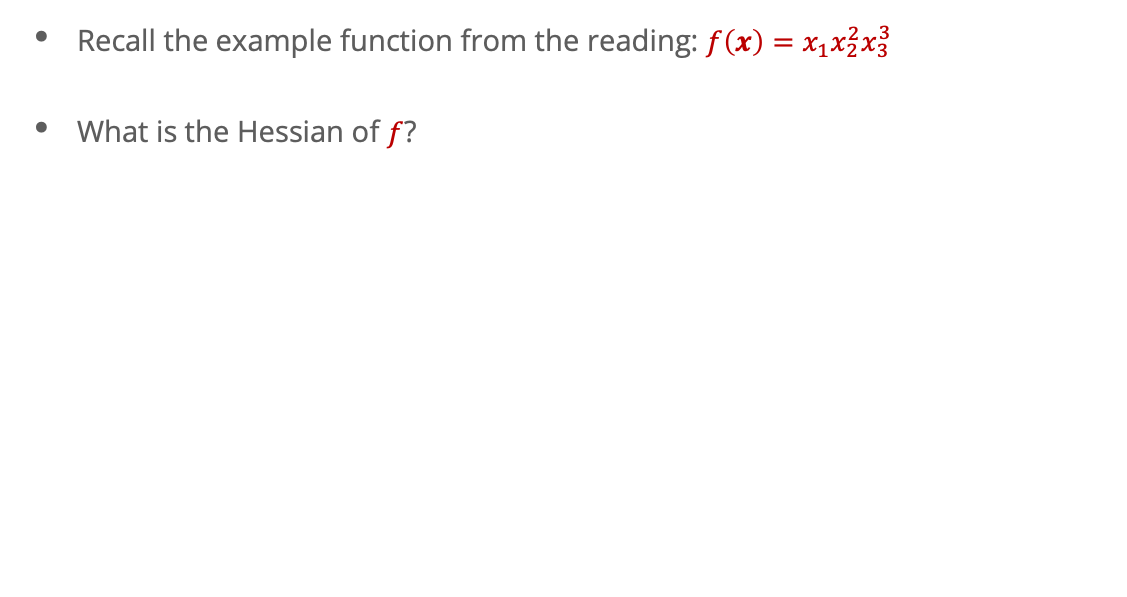 • Recall the example function from the reading: f(x) = x₁x₂²x₃³
• What is the Hessian of f?